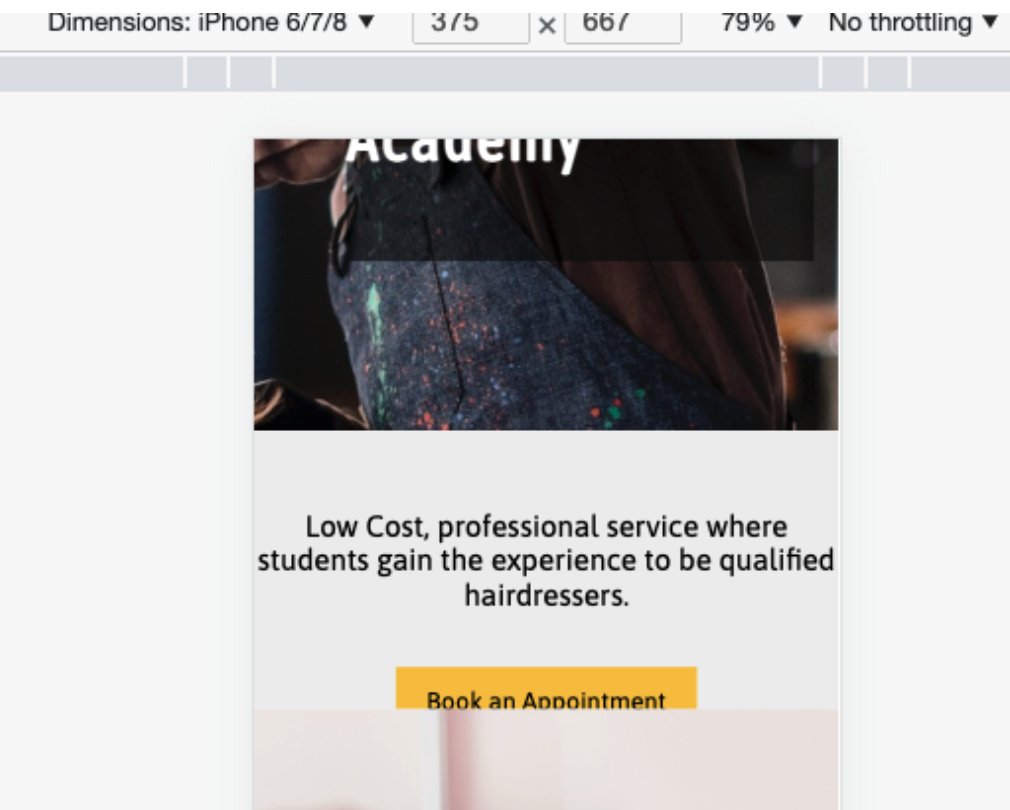 Dimensions: iPhone 6/7/8 ▼ 375 × 667 79% ▼ No throttling ▼
Academy
Low Cost, professional service where
students gain the experience to be qualified
hairdressers.
Book an Appointment